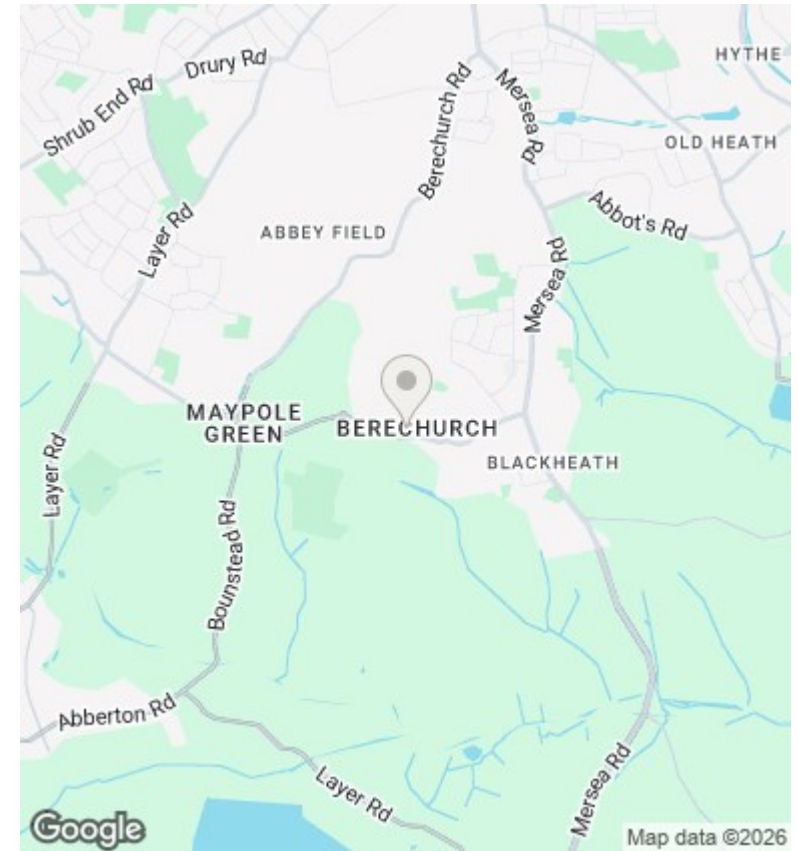 HYTHE
Drury Rd
Shrub End Rd
Berechurch Rd
Mersea Rd
OLD HEATH
Abbot's Rd
Layer Rd
ABBEY FIELD
Mersea Rd
MAYPOLE
GREEN
BERECHURCH
BLACKHEATH
Layer Rd
Bounstead Rd
Abberton Rd
Layer Rd
Mersea Rd
Google
Map data ©2026